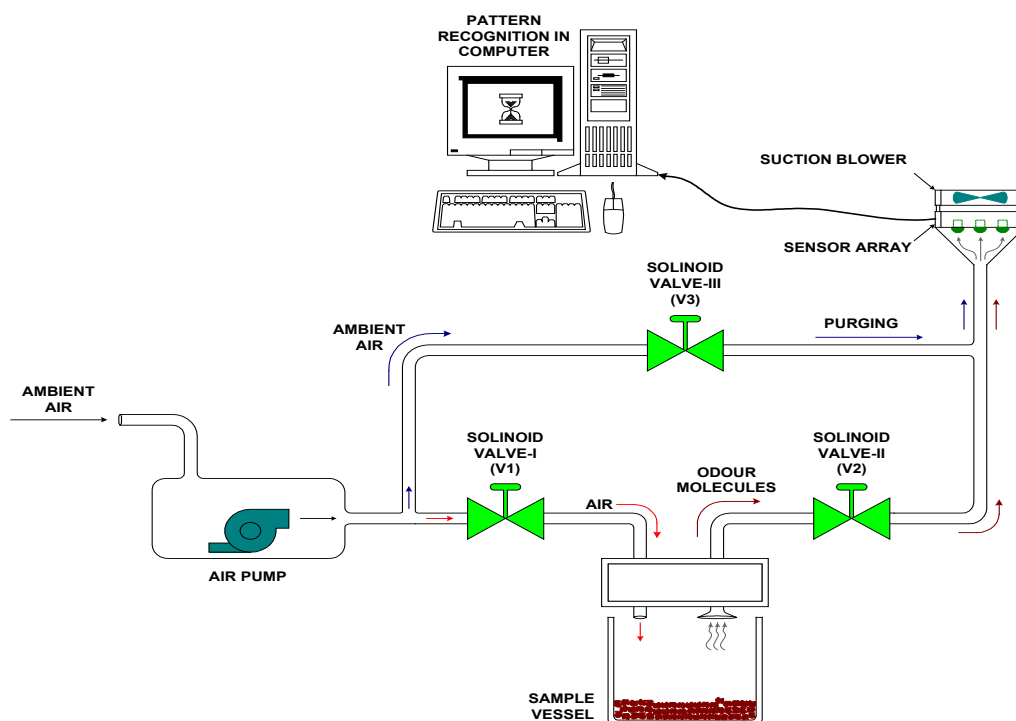 PATTERN
RECOGNITION IN
COMPUTER
SUCTION BLOWER
SENSOR ARRAY
SOLINOID
VALVE-III
(V3)
AMBIENT
AIR
PURGING
AMBIENT
AIR
SOLINOID
VALVE-I
(V1)
SOLINOID
VALVE-II
(V2)
ODOUR
MOLECULES
AIR
AIR PUMP
SAMPLE
VESSEL